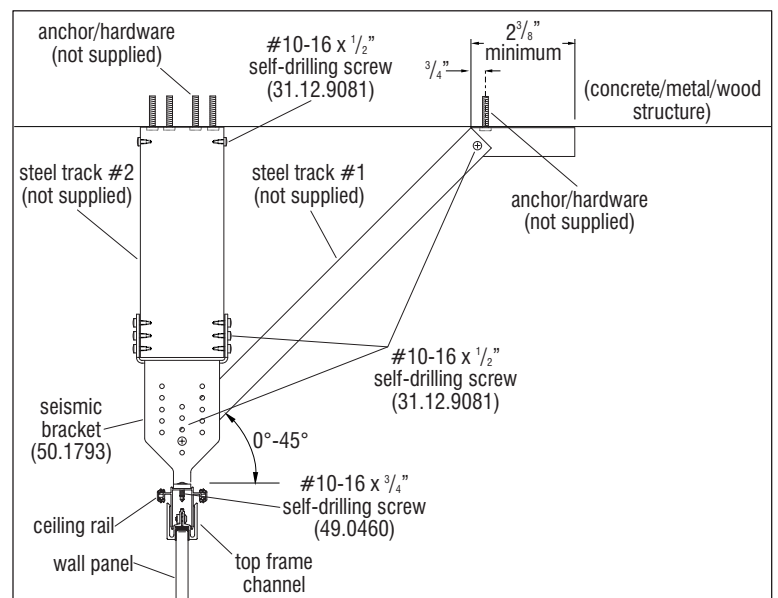 anchor/hardware
(not supplied)
#10-16 x 1/2”
self-drilling screw
(31.12.9081)
2 3/8”
minimum
3/4”
(concrete/metal/wood
structure)
steel track #2
(not supplied)
steel track #1
(not supplied)
anchor/hardware
(not supplied)
#10-16 x 1/2”
self-drilling screw
(31.12.9081)
seismic
bracket
(50.1793)
0°-45°
#10-16 x 3/4”
self-drilling screw
(49.0460)
ceiling rail
wall panel
top frame
channel